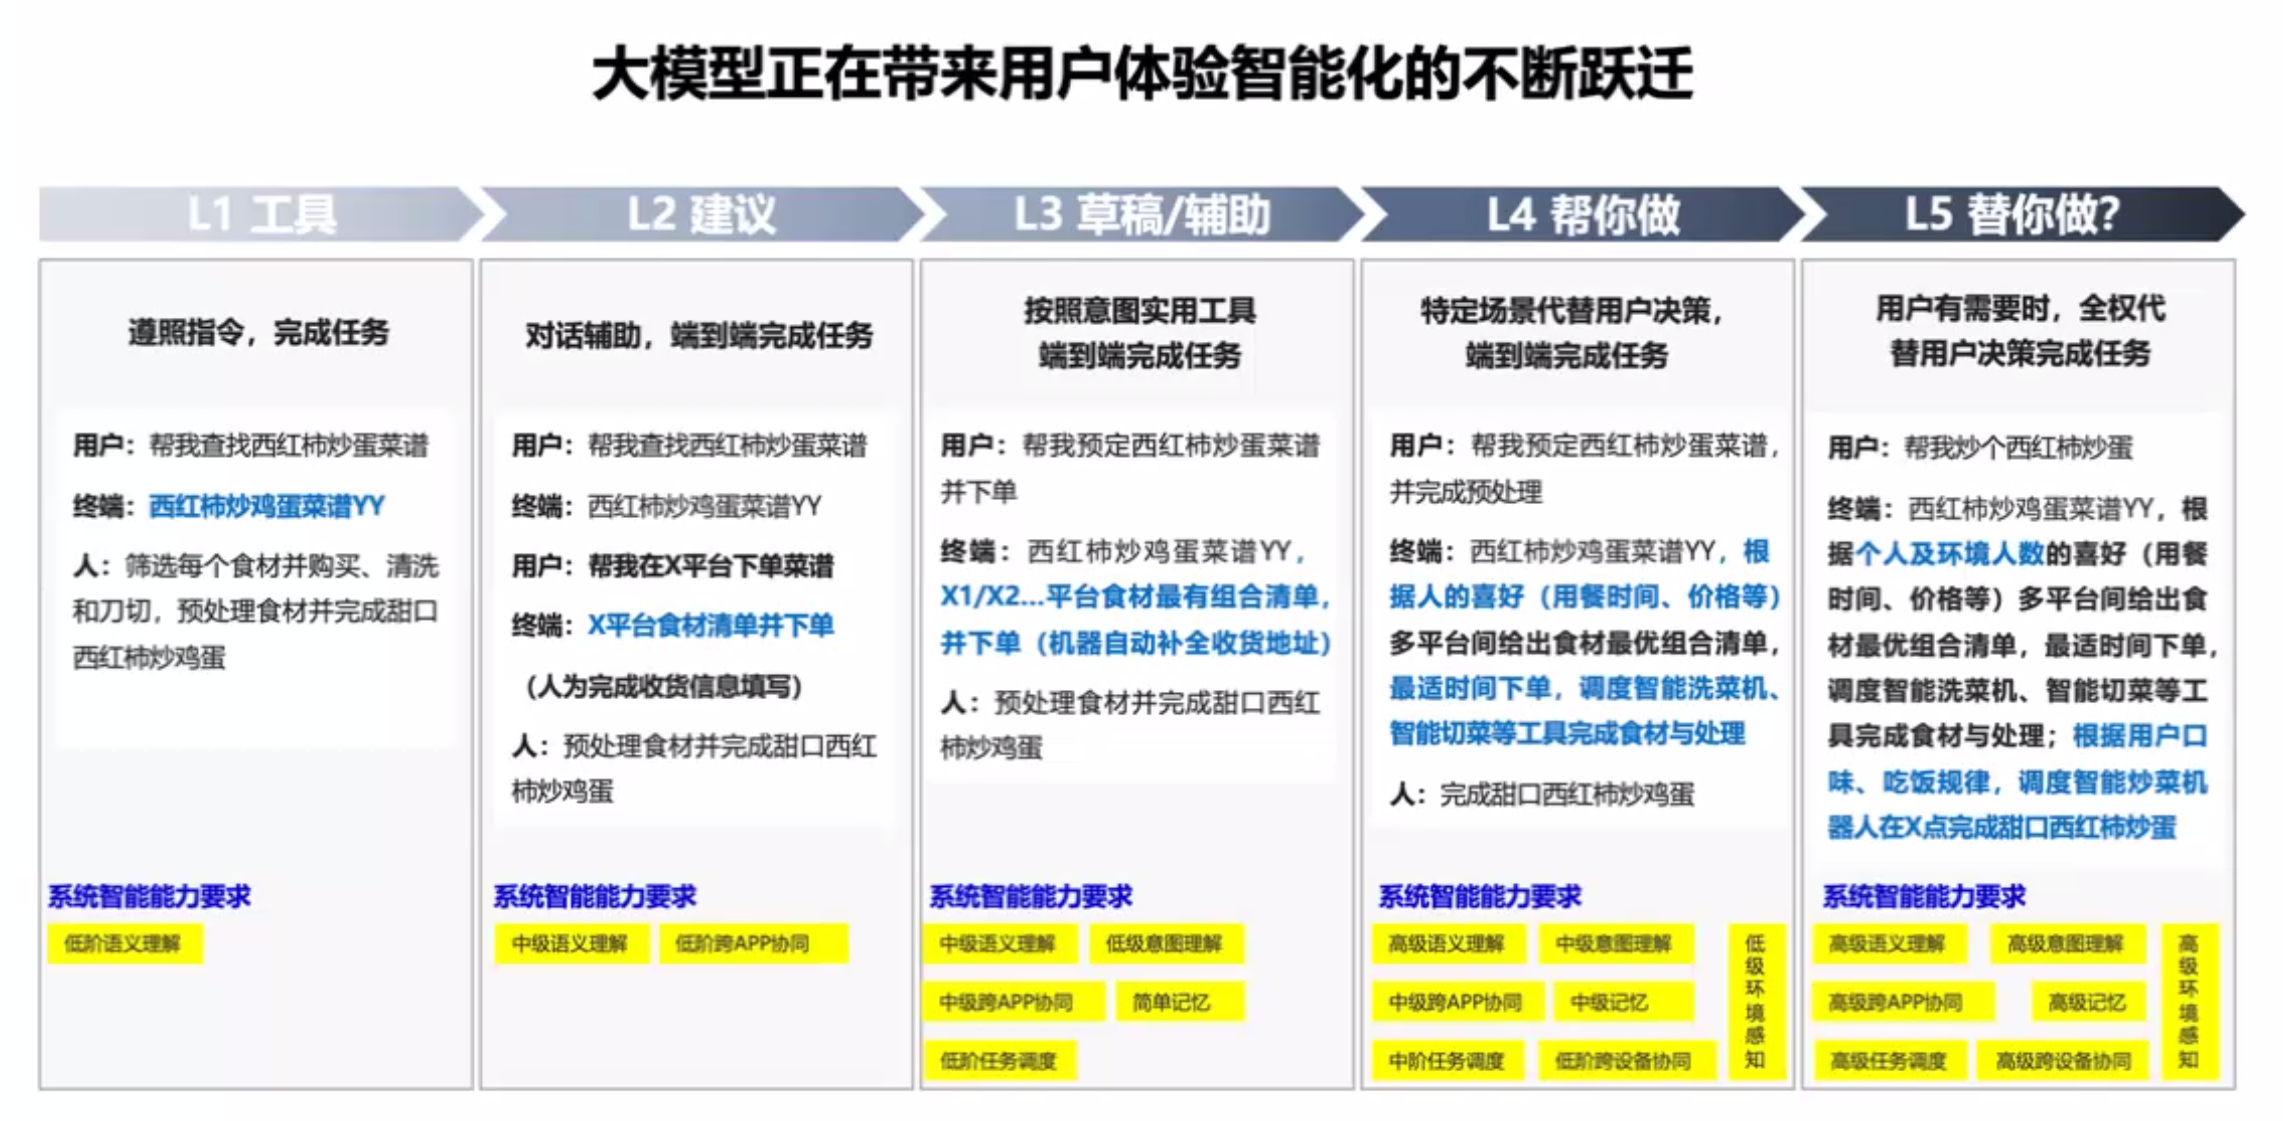 大模型正在带来用户体验智能化的不断跃迁
L1 工具
遵照指令，完成任务
用户：帮我查找西红柿炒蛋菜谱
终端：西红柿炒鸡蛋菜谱YY
人：筛选每个食材并购买、清洗
和刀切，预处理食材并完成甜口
西红柿炒鸡蛋
系统智能能力要求
低阶语义理解
L2 建议
对话辅助，端到端完成任务
用户：帮我查找西红柿炒蛋菜谱
终端：西红柿炒鸡蛋菜谱YY
用户：帮我在X平台下单菜谱
终端：X平台食材清单并下单
（人为完成收货信息填写）
人：预处理食材并完成甜口西红
柿炒鸡蛋
系统智能能力要求
中级语义理解
低阶跨APP协同
L3 草稿/辅助
按照意图实用工具
端到端完成任务
用户：帮我预定西红柿炒蛋菜谱
并下单
终端：西红柿炒鸡蛋菜谱YY，
X1/X2...平台食材最有组合清单，
并下单（机器自动补全收货地址）
人：预处理食材并完成甜口西红
柿炒鸡蛋
系统智能能力要求
中级语义理解
低级意图理解
中级跨APP协同
简单记忆
低阶任务调度
L4 帮你做
特定场景代替用户决策，
端到端完成任务
用户：帮我预定西红柿炒蛋菜谱，
并完成预处理
终端：西红柿炒鸡蛋菜谱YY，根
据人的喜好（用餐时间、价格等）
多平台间给出食材最优组合清单，
最适时间下单，调度智能洗菜机、
智能切菜等工具完成食材与处理
人：完成甜口西红柿炒鸡蛋
系统智能能力要求
高级语义理解
中级意图理解
中级跨APP协同
中级记忆
中阶任务调度
低阶跨设备协同
低级环境感知
L5 替你做？
用户有需要时，全权代
替用户决策完成任务
用户：帮我炒个西红柿炒蛋
终端：西红柿炒鸡蛋菜谱YY，根
据个人及环境人数的喜好（用餐
时间、价格等）多平台间给出食
材最优组合清单，最适时间下单，
调度智能洗菜机、智能切菜等工
具完成食材与处理；根据用户口
味、吃饭规律，调度智能炒菜机
器人在X点完成甜口西红柿炒蛋
系统智能能力要求
高级语义理解
高级意图理解
高级跨APP协同
高级记忆
高级任务调度
高级跨设备协同
高级环境感知